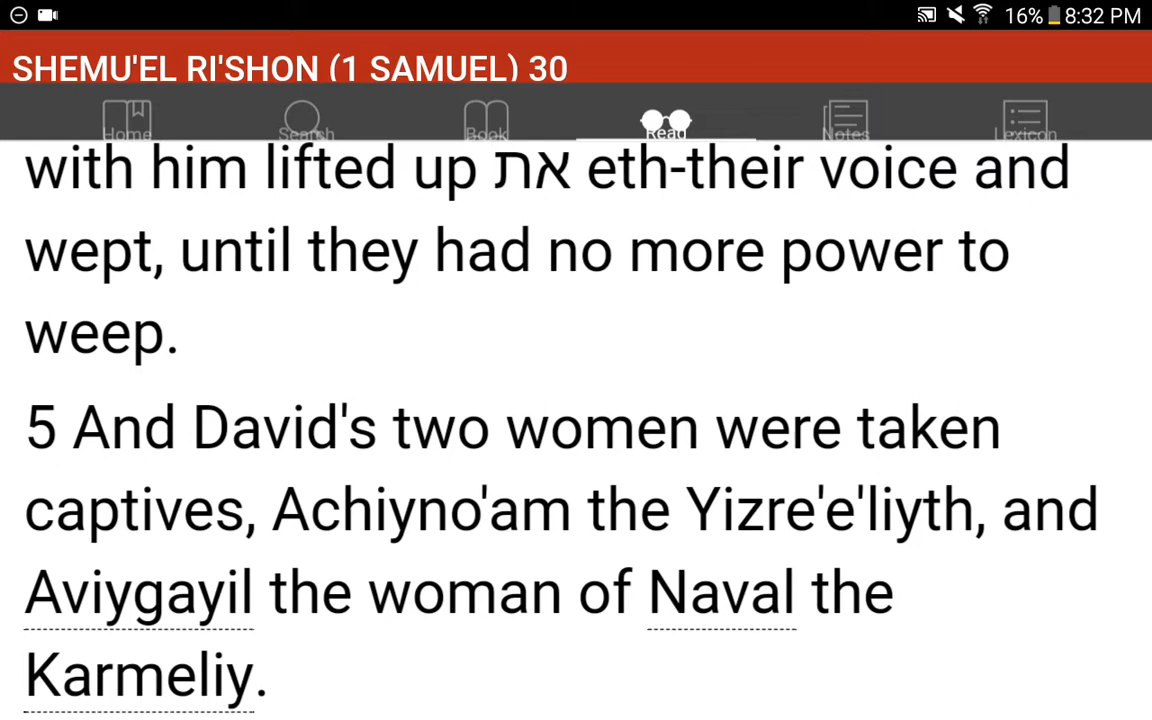 16% 8:32 PM
SHEMU'EL RI'SHON (1 SAMUEL) 30
Home Search Book Read Notes Lexicon
with him lifted up את eth-their voice and
wept, until they had no more power to
weep.
5 And David's two women were taken
captives, Achiyno'am the Yizre'e'liyth, and
Aviygayil the woman of Naval the
Karmeliy.